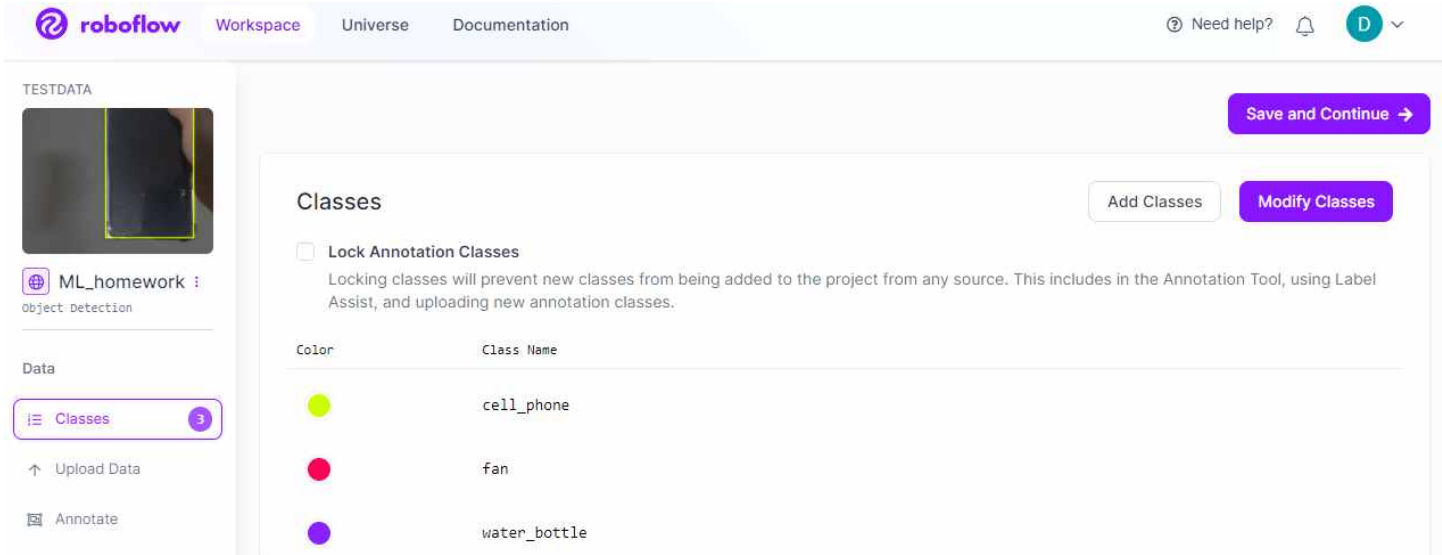 roboflow Workspace Universe Documentation Need help? D
TESTDATA
Save and Continue →
Classes Add Classes Modify Classes
Lock Annotation Classes
Locking classes will prevent new classes from being added to the project from any source. This includes in the Annotation Tool, using Label
Assist, and uploading new annotation classes.
ML_homework
Object Detection
Color Class Name
Data
cell_phone
Classes 3
Upload Data
fan
Annotate
water_bottle